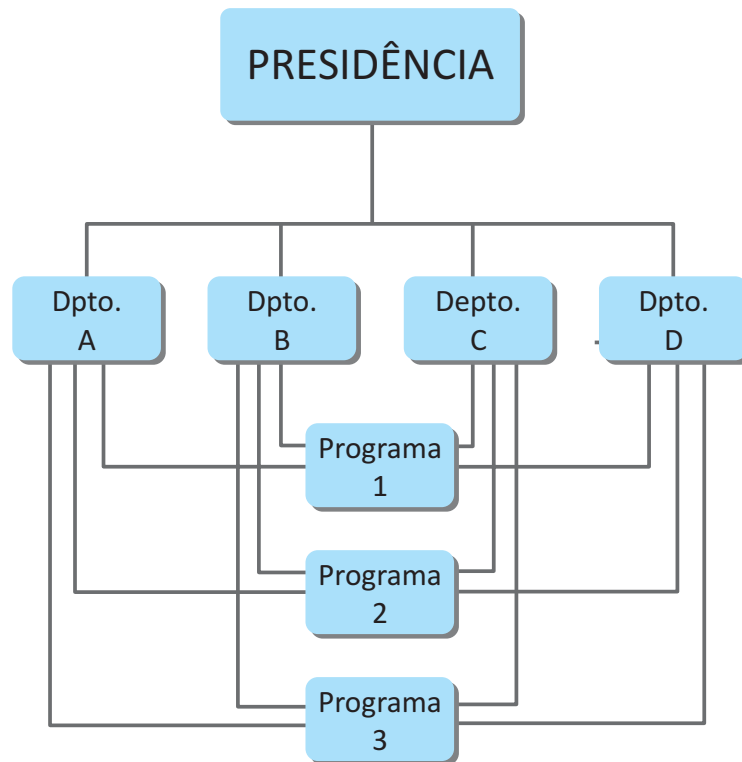 PRESIDÊNCIA
Dpto.
A
Dpto.
B
Depto.
C
Dpto.
D
Programa
1
Programa
2
Programa
3